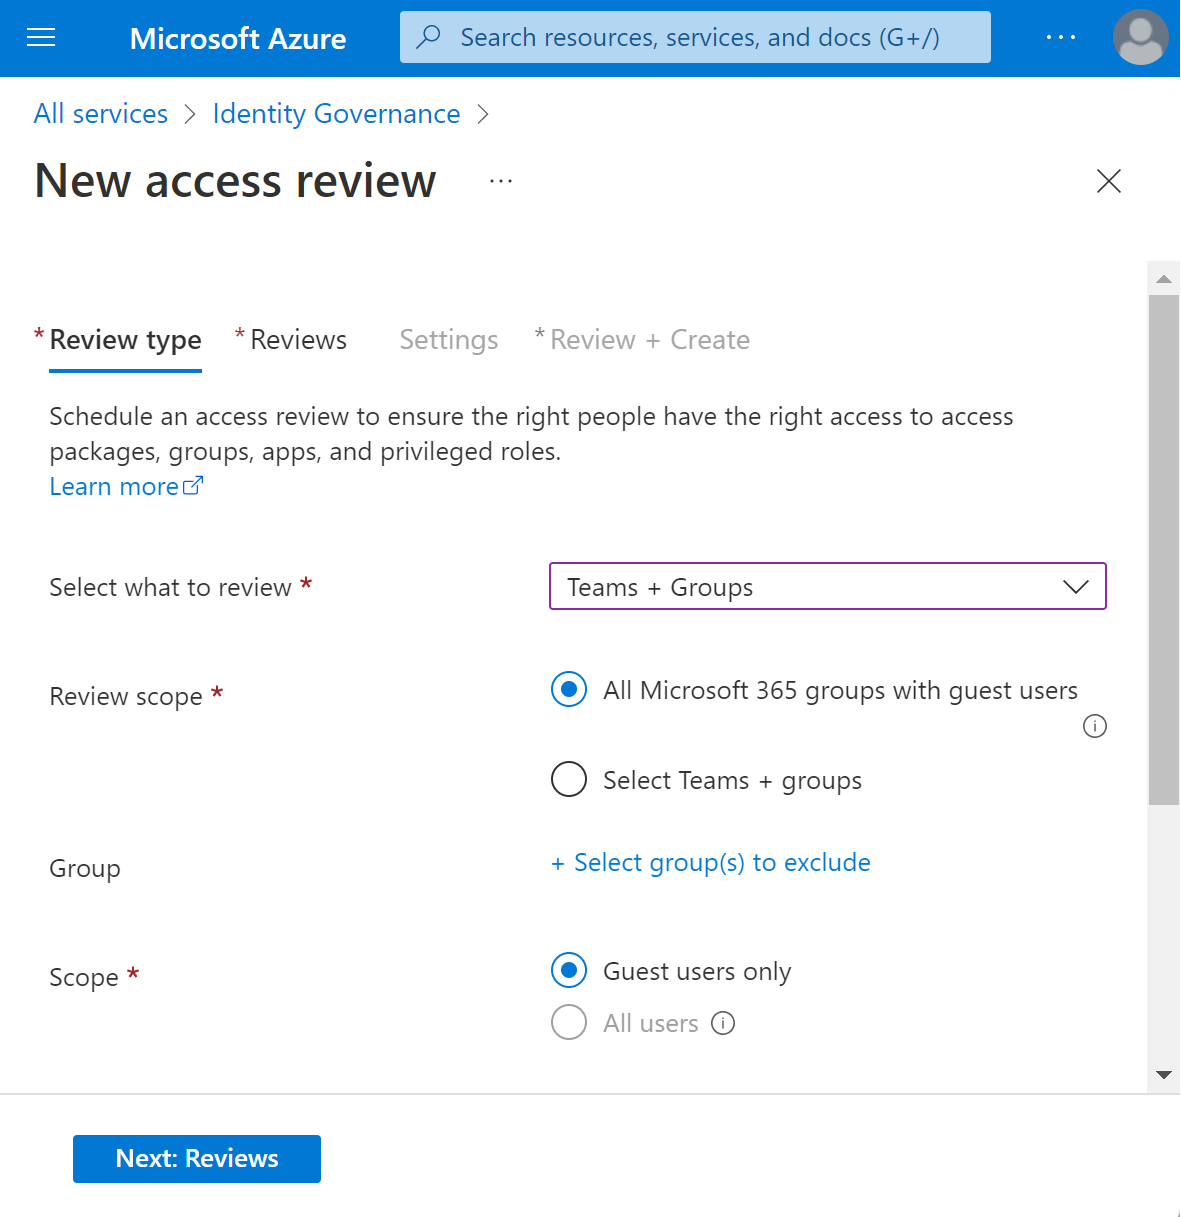 Microsoft Azure
Search resources, services, and docs (G+/)
All services > Identity Governance >
New access review ...
* Review type * Reviews Settings * Review + Create
Schedule an access review to ensure the right people have the right access to access
packages, groups, apps, and privileged roles.
Learn more
Select what to review *
Teams + Groups
Review scope *
All Microsoft 365 groups with guest users
Select Teams + groups
Group
+ Select group(s) to exclude
Scope *
Guest users only
All users
Next: Reviews